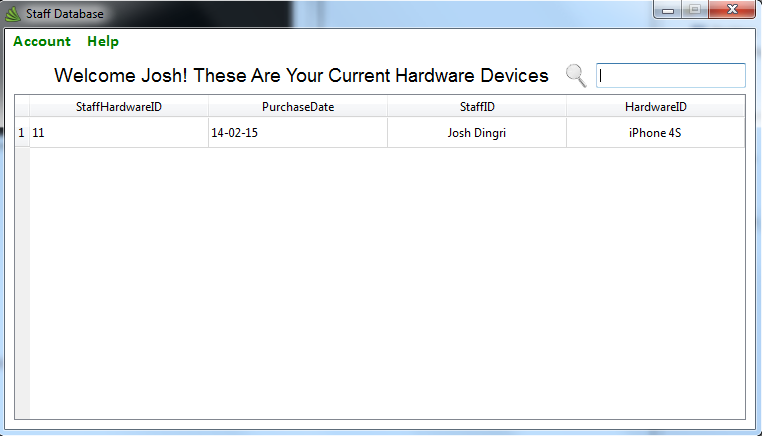 Staff Database
Account Help
Welcome Josh! These Are Your Current Hardware Devices
StaffHardwareID PurchaseDate StaffID HardwareID
1 11 14-02-15 Josh Dingri iPhone 4S